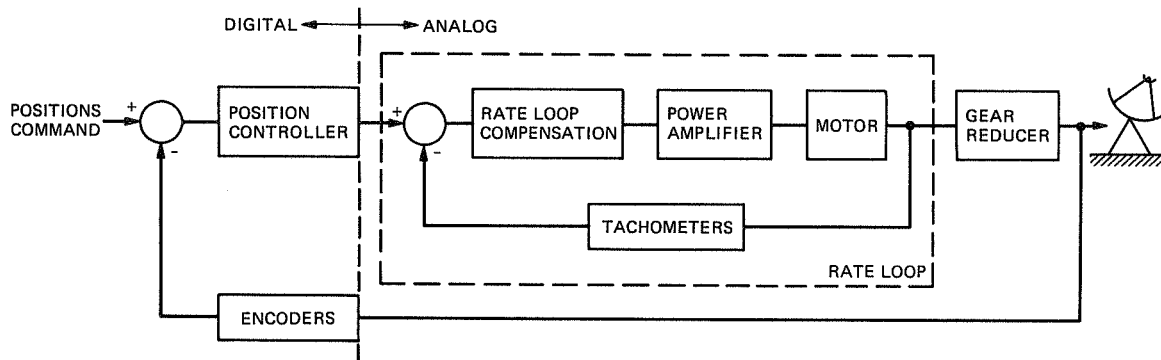 DIGITAL
ANALOG
POSITIONS
COMMAND
+
-
POSITION
CONTROLLER
+
-
RATE LOOP
COMPENSATION
POWER
AMPLIFIER
MOTOR
GEAR
REDUCER
TACHOMETERS
RATE LOOP
ENCODERS